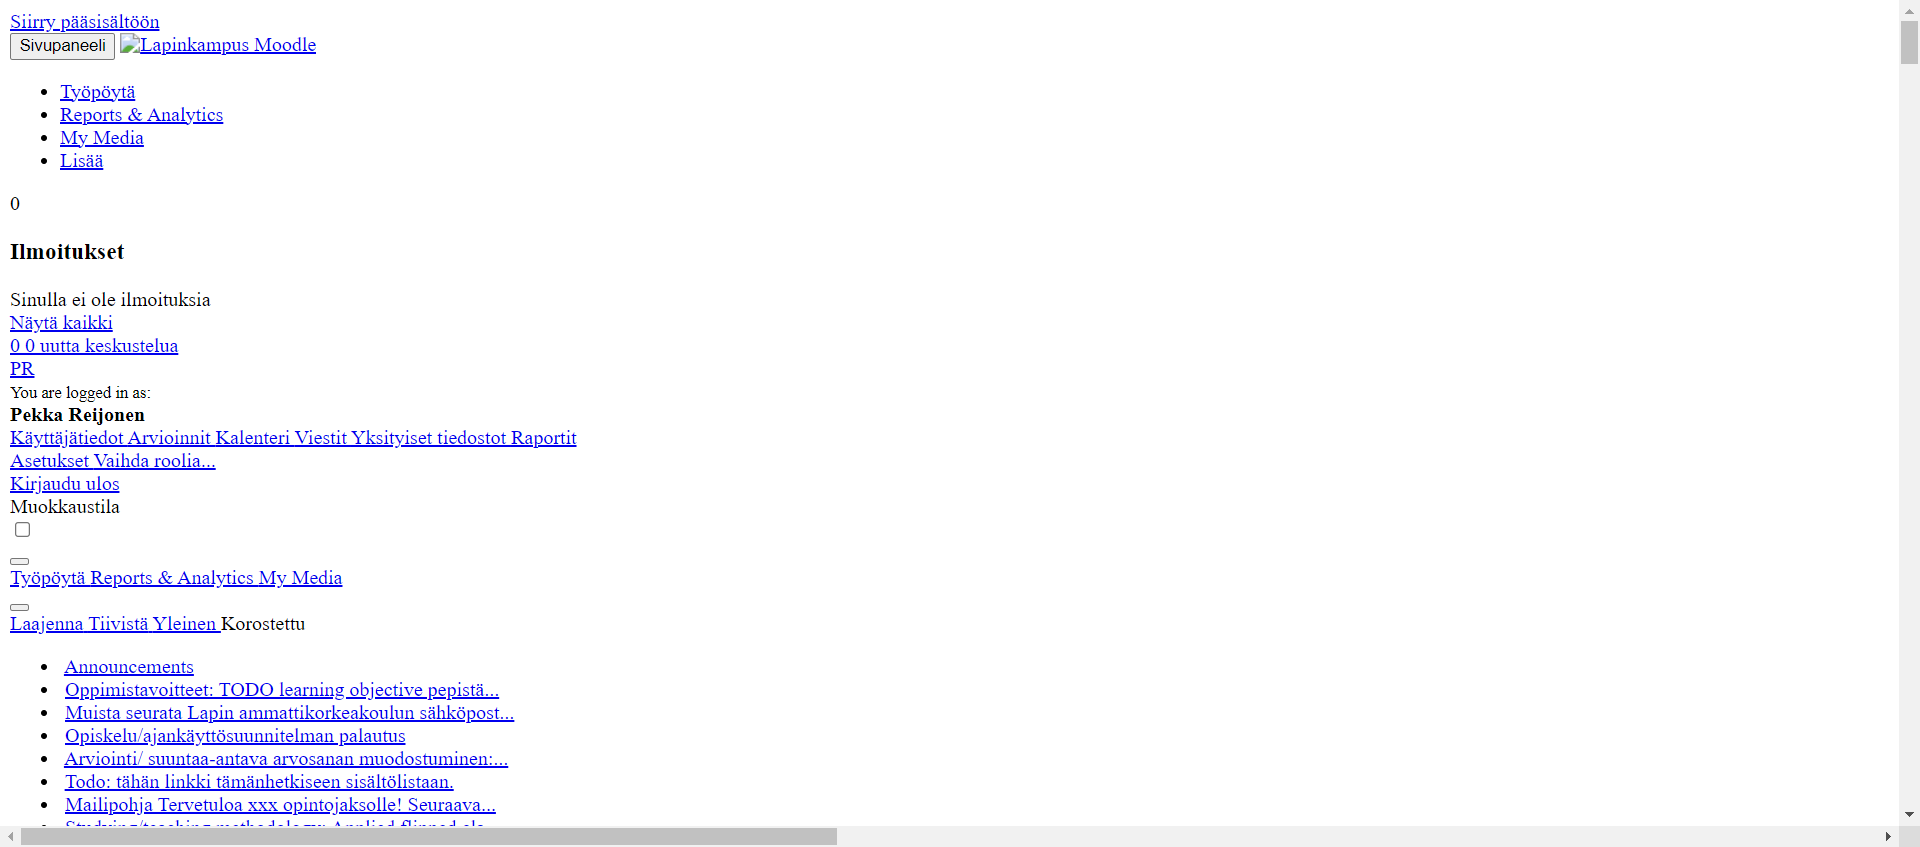 Siirry pääsisältöön
Sivupaneeli Lapinkampus Moodle
Työpöytä
Reports & Analytics
My Media
Lisää
0
Ilmoitukset
Sinulla ei ole ilmoituksia
Näytä kaikki
0 0 uutta keskustelua
PR
You are logged in as:
Pekka Reijonen
Käyttäjätiedot Arvioinnit Kalenteri Viestit Yksityiset tiedostot Raportit
Asetukset Vaihda roolia...
Kirjaudu ulos
Muokkaustila
Työpöytä Reports & Analytics My Media
Laajenna Tiivistä Yleinen Korostettu
Announcements
Oppimistavoitteet: TODO learning objective pepistä...
Muista seurata Lapin ammattikorkeakoulun sähköpost...
Opiskelu/ajankäyttösuunnitelman palautus
Arviointi/ suuntaa-antava arvosanan muodostuminen:...
Todo: tähän linkki tämänhetkiseen sisältölistaan.
Mailipohja Tervetuloa xxx opintojaksolle! Seuraava...